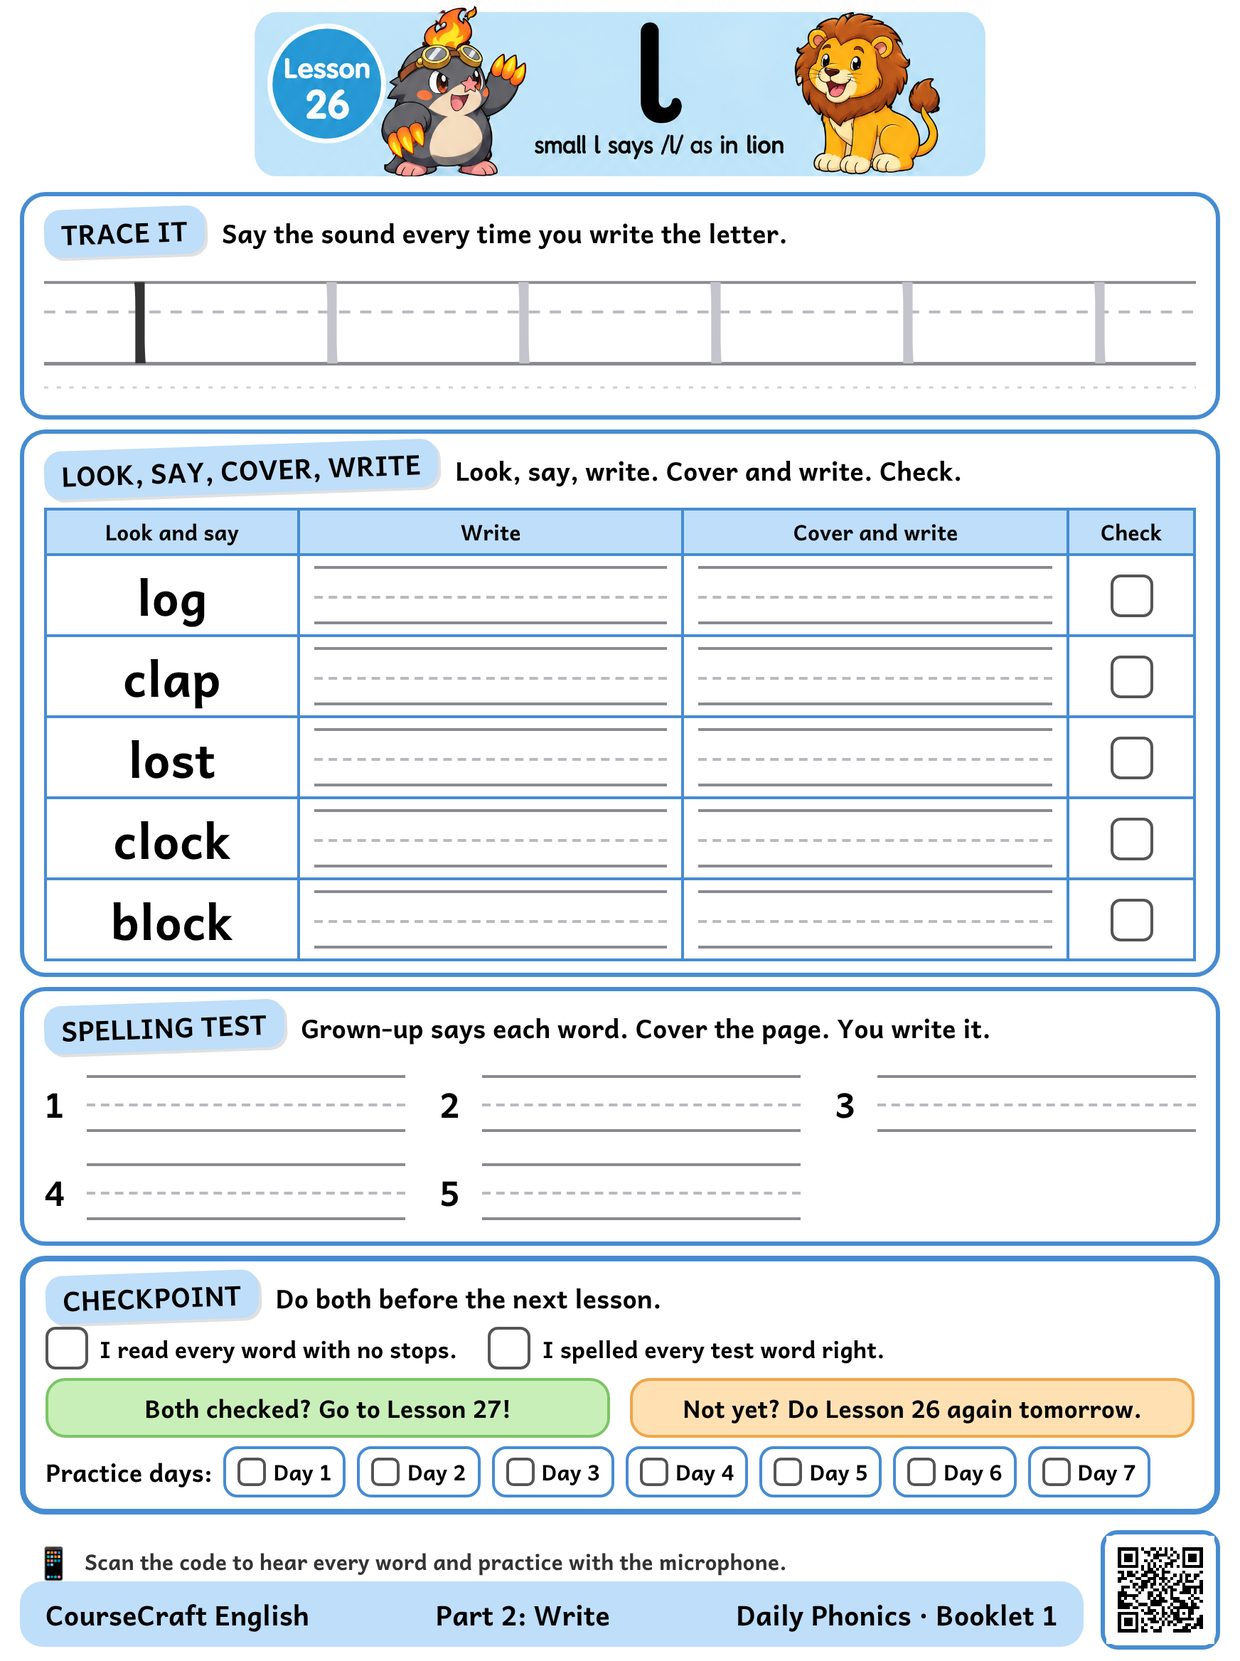 Lesson
26
l
small l says /l/ as in lion
TRACE IT Say the sound every time you write the letter.
l l l l l l
LOOK, SAY, COVER, WRITE Look, say, write. Cover and write. Check.
Look and say Write Cover and write Check
log
clap
lost
clock
block
SPELLING TEST Grown-up says each word. Cover the page. You write it.
1 2 3
4 5
CHECKPOINT Do both before the next lesson.
I read every word with no stops. I spelled every test word right.
Both checked? Go to Lesson 27! Not yet? Do Lesson 26 again tomorrow.
Practice days: Day 1 Day 2 Day 3 Day 4 Day 5 Day 6 Day 7
Scan the code to hear every word and practice with the microphone.
CourseCraft English Part 2: Write Daily Phonics · Booklet 1